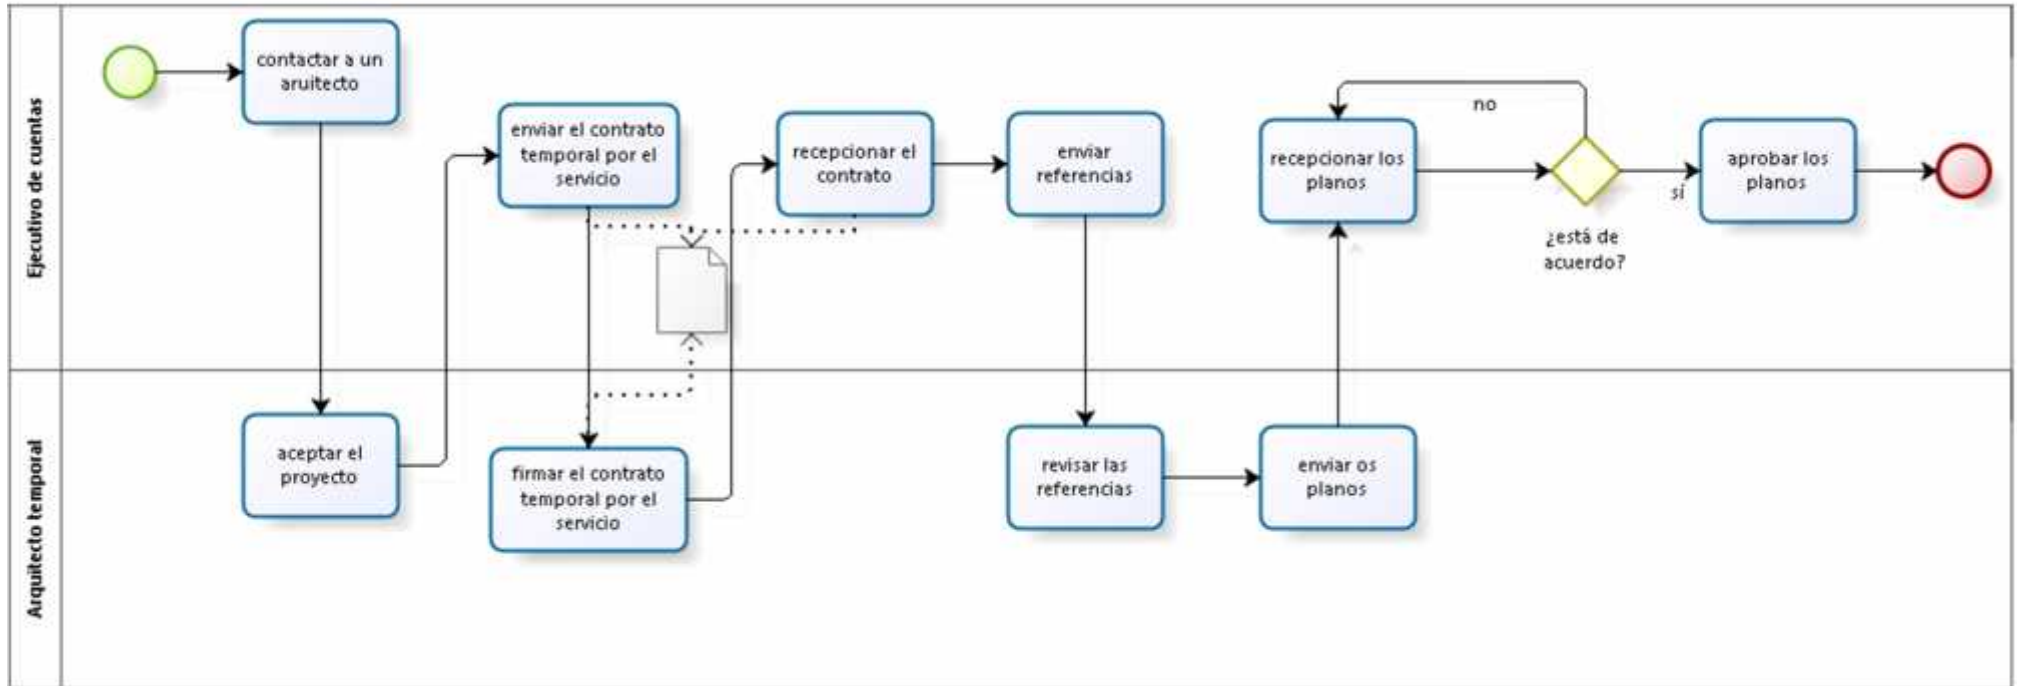 Ejecutivo de cuentas
contactar a un
aruitecto
enviar el contrato
temporal por el
servicio
recepcionar el
contrato
enviar
referencias
recepcionar los
planos
no
¿está de
acuerdo?
sí
aprobar los
planos
Arquitecto temporal
aceptar el
proyecto
firmar el contrato
temporal por el
servicio
revisar las
referencias
enviar os
planos